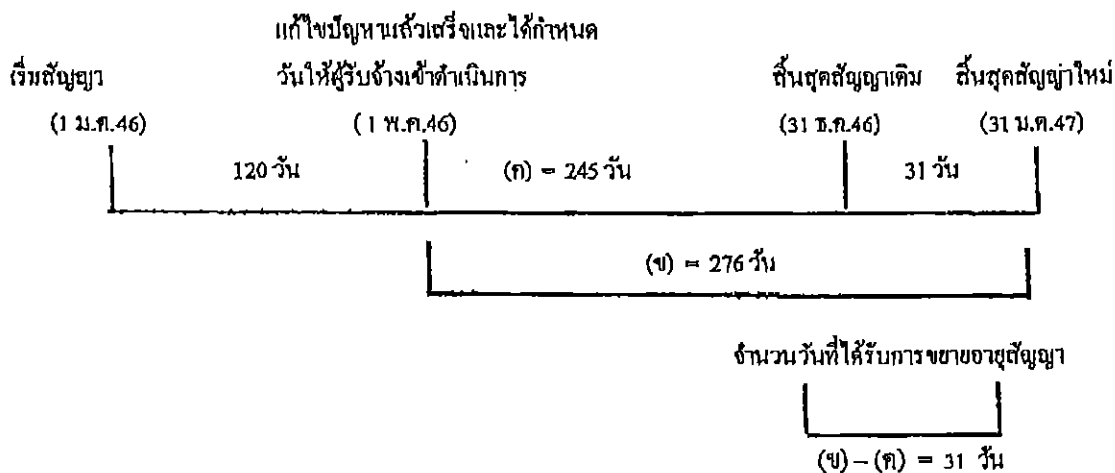 แก้ไขปัญหาแล้วเสร็จและได้กำหนด
เริ่มสัญญา วันให้ผู้รับจ้างเข้าดำเนินการ สิ้นสุดสัญญาเดิม สิ้นสุดสัญญาใหม่
(1 ม.ค.46) (1 พ.ค.46) (31 ธ.ค.46) (31 ม.ค.47)
120 วัน (ค) = 245 วัน 31 วัน
(ข) = 276 วัน
จำนวนวันที่ได้รับการขยายอายุสัญญา
(ข) – (ค) = 31 วัน